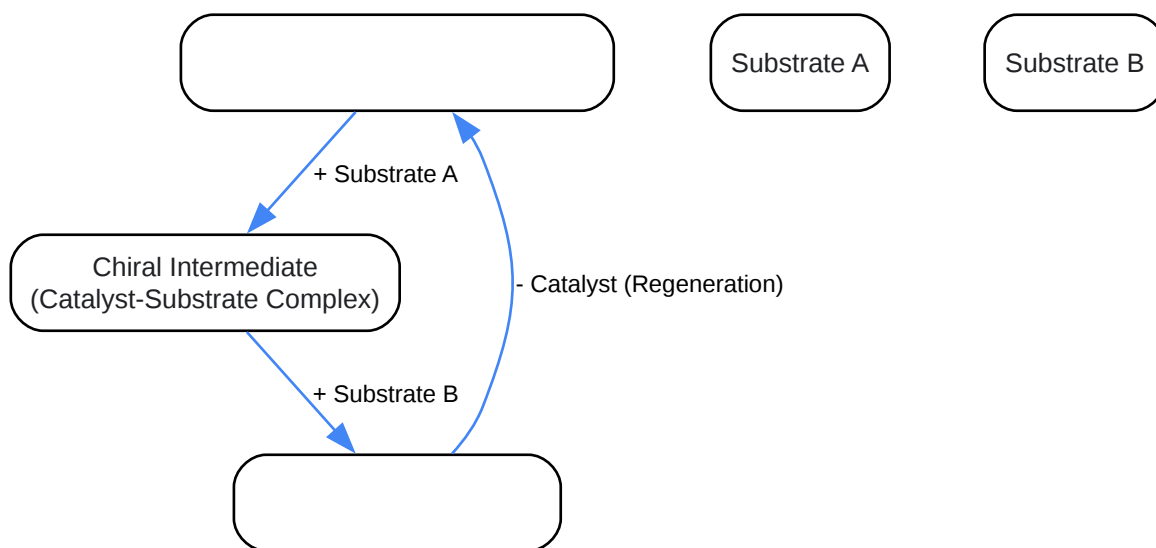 Substrate A
Substrate B
+ Substrate A
Chiral Intermediate
(Catalyst-Substrate Complex)
- Catalyst (Regeneration)
+ Substrate B